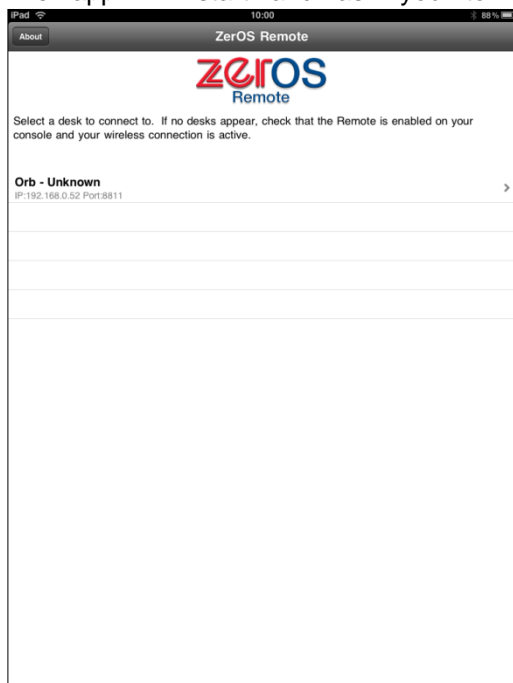 iPad 10:00 88%
About ZerOS Remote
zerOS
Remote
Select a desk to connect to. If no desks appear, check that the Remote is enabled on your
console and your wireless connection is active.
Orb - Unknown
IP:192.168.0.52 Port:8811